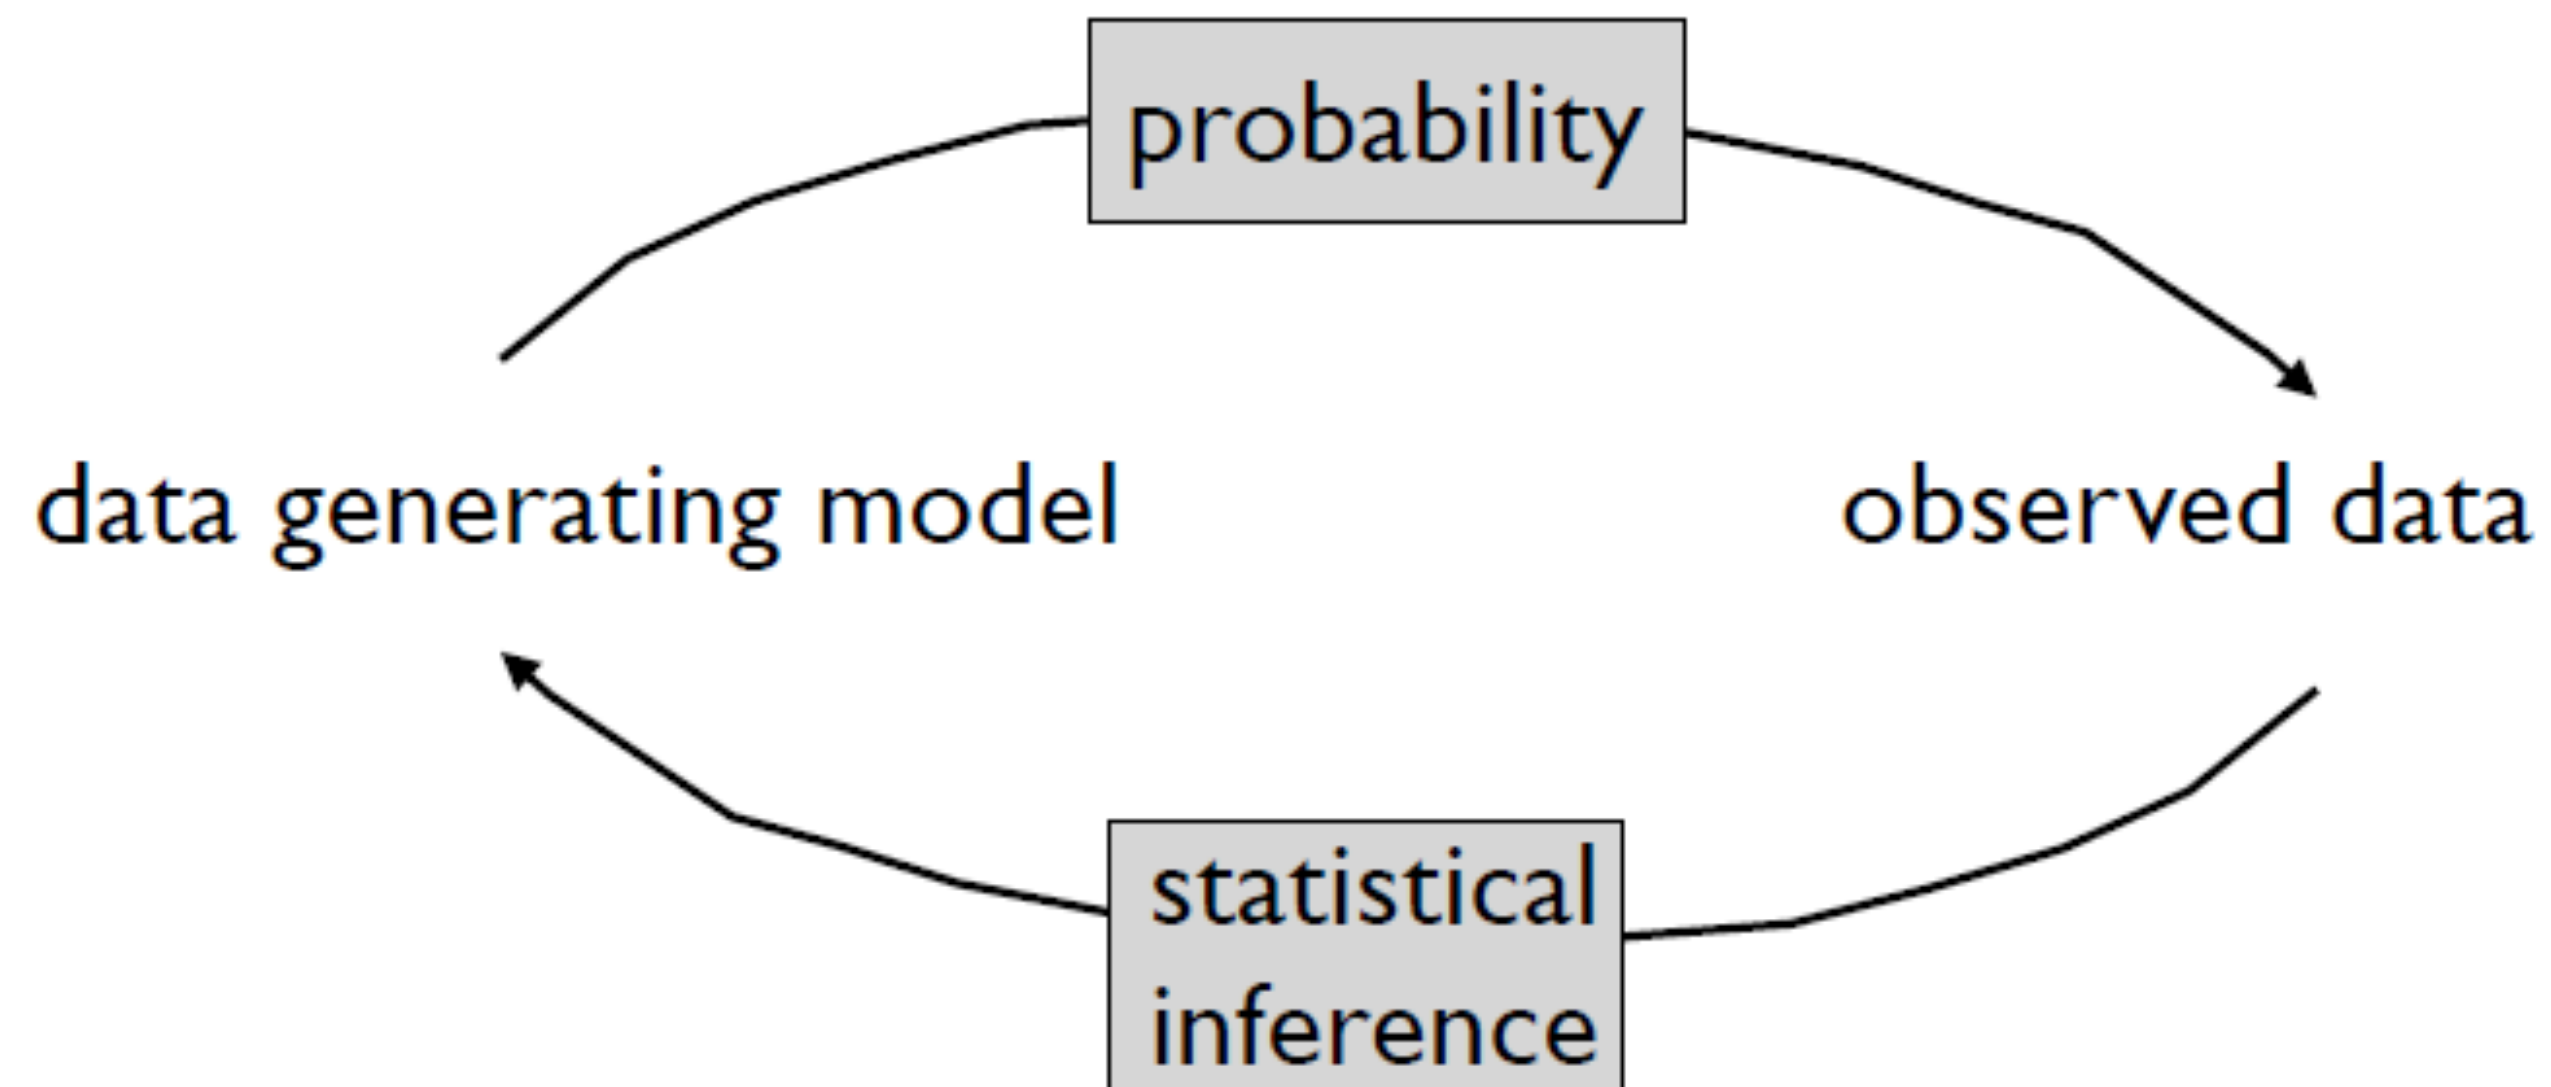 probability
data generating model
observed data
statistical
inference